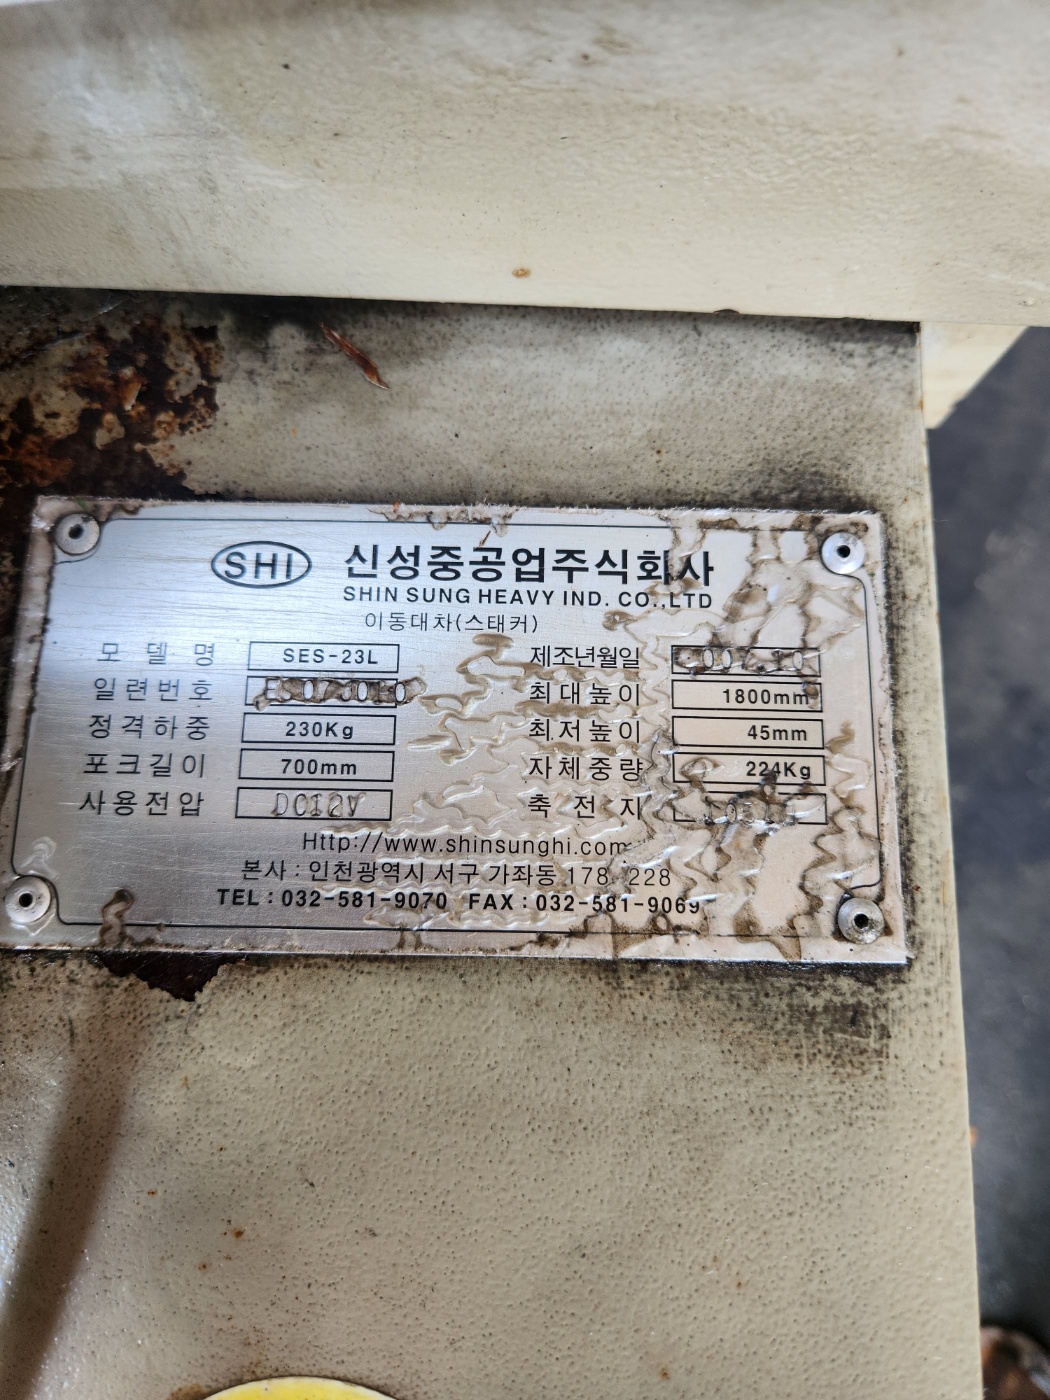 SHI 신성중공업주식회사
SHIN SUNG HEAVY IND. CO.,LTD
이동대차(스태커)
모델명 SES-23L 제조년월일
일련번호 최대높이 1800mm
정격하중 230Kg 최저높이 45mm
포크길이 700mm 자체중량 224Kg
사용전압 DC12V 축전지
Http://www.shinsunghi.com
본사 : 인천광역시 서구 가좌동 178 228
TEL : 032-581-9070 FAX : 032-581-9069